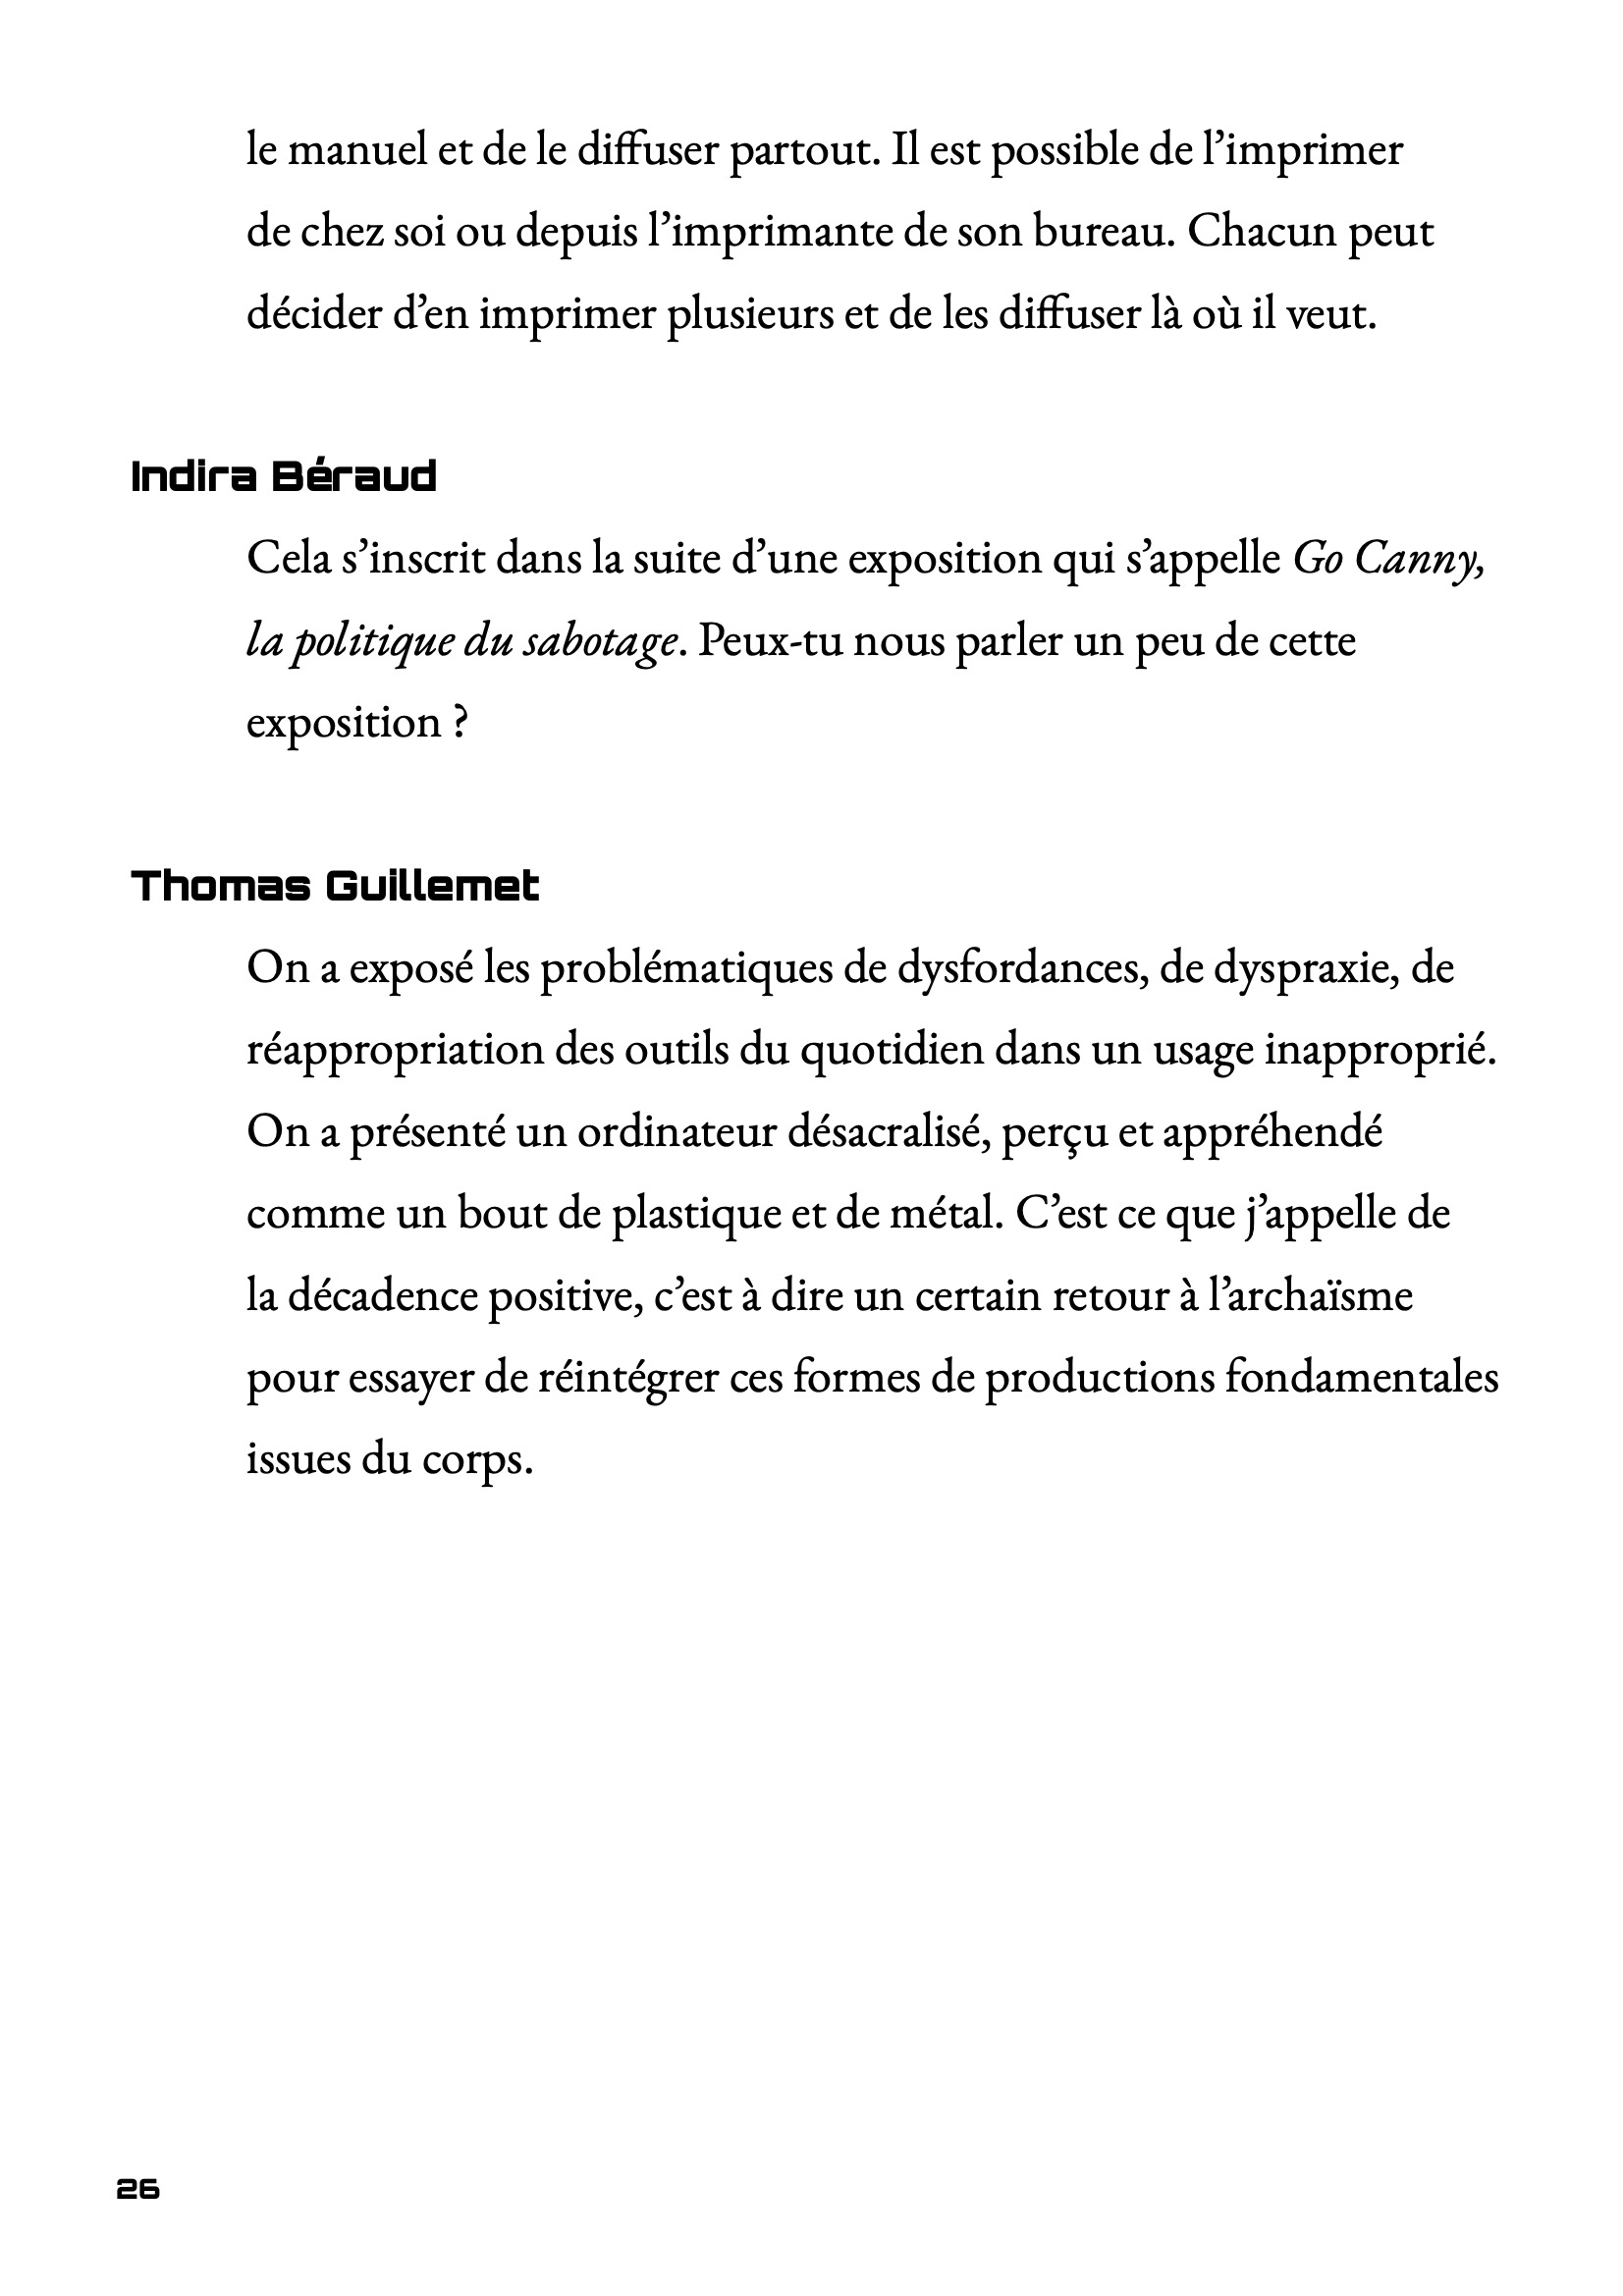 le manuel et de le diffuser partout. Il est possible de l’imprimer
de chez soi ou depuis l’imprimante de son bureau. Chacun peut
décider d’en imprimer plusieurs et de les diffuser là où il veut.
Indira Béraud
Cela s’inscrit dans la suite d’une exposition qui s’appelle Go Canny,
la politique du sabotage. Peux-tu nous parler un peu de cette
exposition ?
Thomas Guillemet
On a exposé les problématiques de dysfordances, de dyspraxie, de
réappropriation des outils du quotidien dans un usage inapproprié.
On a présenté un ordinateur désacralisé, perçu et appréhendé
comme un bout de plastique et de métal. C’est ce que j’appelle de
la décadence positive, c’est à dire un certain retour à l’archaïsme
pour essayer de réintégrer ces formes de productions fondamentales
issues du corps.
26